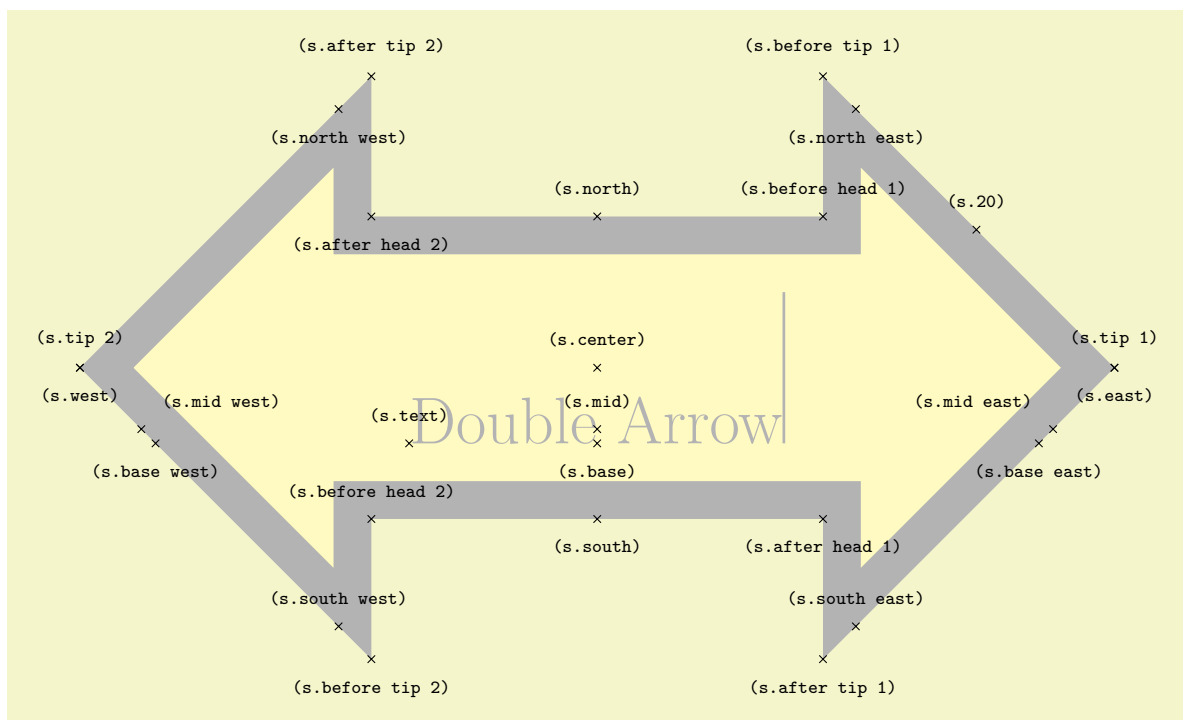 (s.after tip 2) (s.before tip 1)
(s.north west) (s.north east)
(s.north) (s.before head 1) (s.20)
(s.after head 2)
(s.tip 2) (s.center) (s.tip 1)
(s.west) (s.mid west) (s.mid) (s.mid east) (s.east)
(s.text)
Double Arrow
(s.base west) (s.base) (s.base east)
(s.before head 2)
(s.south) (s.after head 1)
(s.south west) (s.south east)
(s.before tip 2) (s.after tip 1)